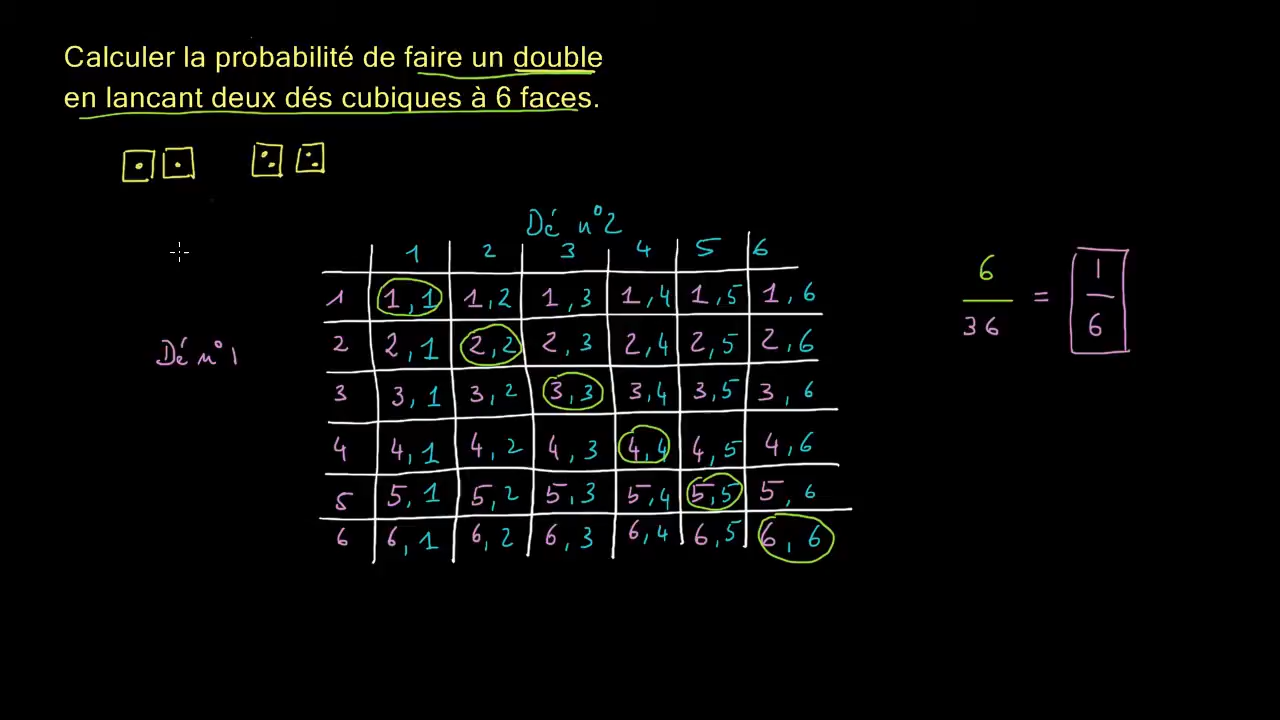 Calculer la probabilité de faire un double
en lancant deux dés cubiques à 6 faces.
Dé n°2
1 2 3 4 5 6
1 1,1 1,2 1,3 1,4 1,5 1,6
2 2,1 2,2 2,3 2,4 2,5 2,6
3 3,1 3,2 3,3 3,4 3,5 3,6
4 4,1 4,2 4,3 4,4 4,5 4,6
5 5,1 5,2 5,3 5,4 5,5 5,6
6 6,1 6,2 6,3 6,4 6,5 6,6
Dé n°1
6/36 = 1/6